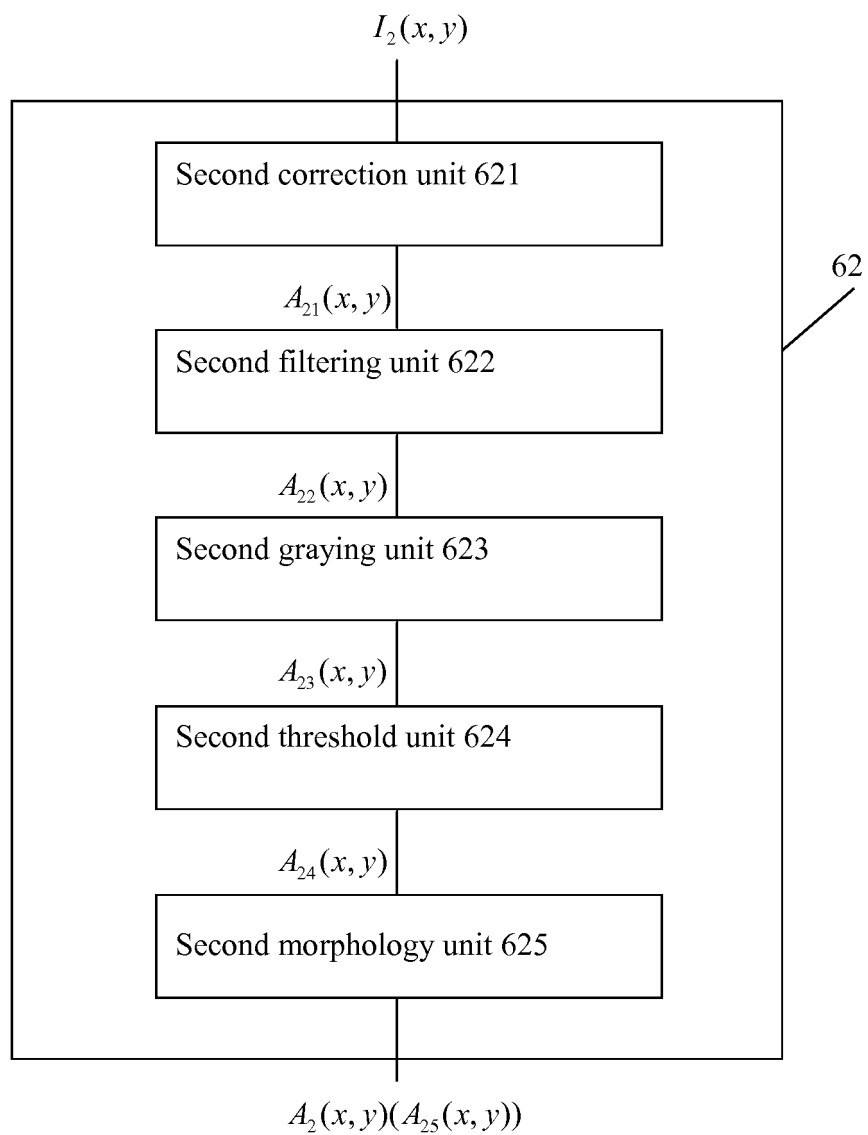 I₂(x, y)
Second correction unit 621
62
A₂₁(x, y)
Second filtering unit 622
A₂₂(x, y)
Second graying unit 623
A₂₃(x, y)
Second threshold unit 624
A₂₄(x, y)
Second morphology unit 625
A₂(x, y)(A₂₅(x, y))